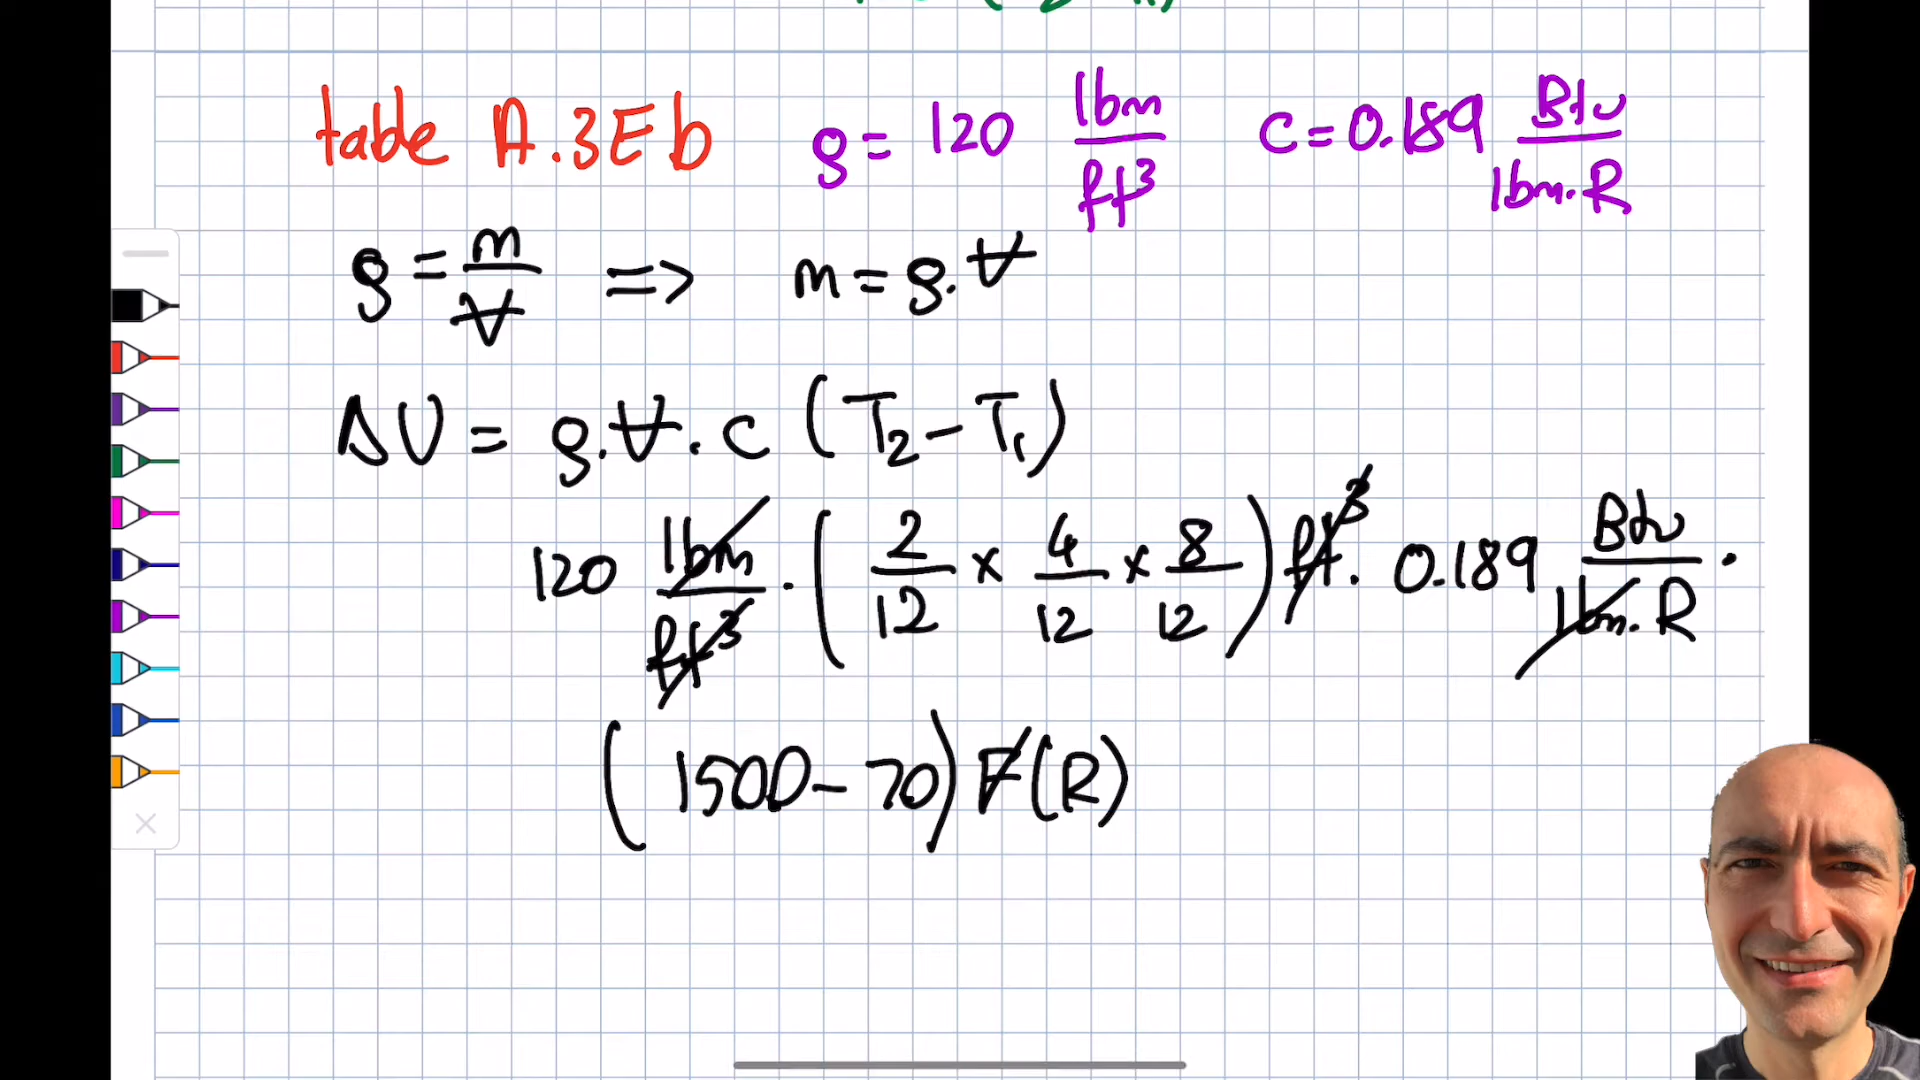 table A.3Eb ρ = 120 lbm/ft³ c = 0.189 Btu/lbm.R
ρ = m/V => m = ρ.V
ΔU = ρ.V.c (T₂ - T₁)
120 lbm/ft³ . (2/12 x 4/12 x 8/12) ft³ . 0.189 Btu/lbm.R .
(1500 - 70) F (R)